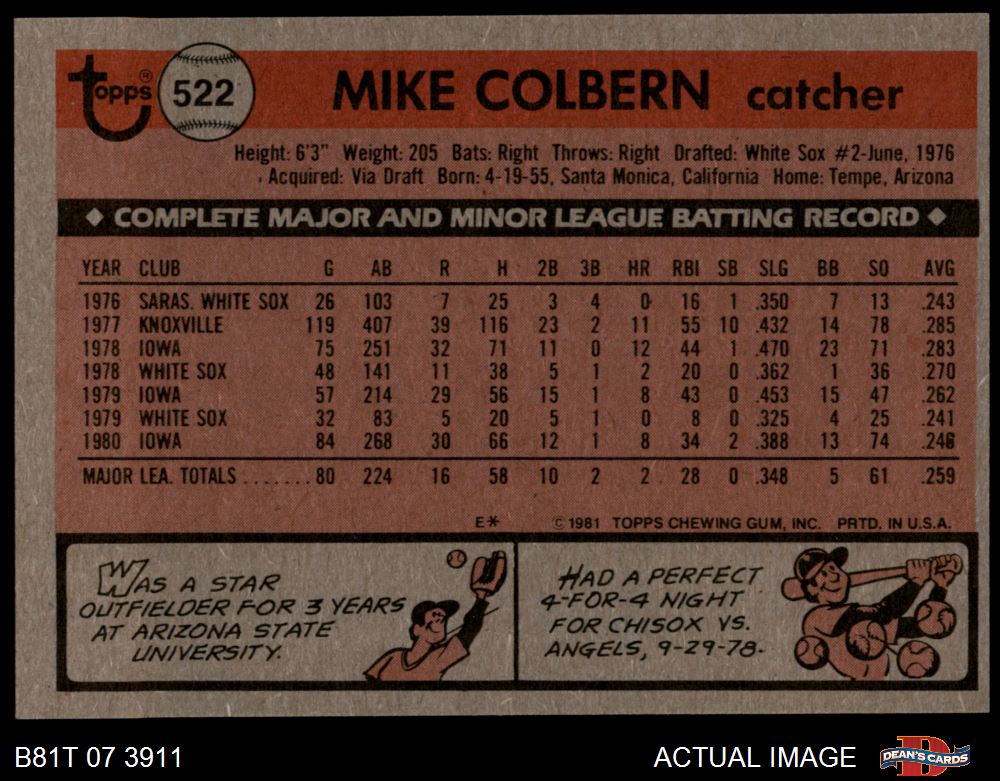 topps® 522 MIKE COLBERN catcher
Height: 6'3" Weight: 205 Bats: Right Throws: Right Drafted: White Sox #2-June, 1976
Acquired: Via Draft Born: 4-19-55, Santa Monica, California Home: Tempe, Arizona
◆ COMPLETE MAJOR AND MINOR LEAGUE BATTING RECORD ◆
YEAR CLUB G AB R H 2B 3B HR RBI SB SLG BB SO AVG
1976 SARAS. WHITE SOX 26 103 7 25 3 4 0 16 1 .350 7 13 .243
1977 KNOXVILLE 119 407 39 116 23 2 11 55 10 .432 14 78 .285
1978 IOWA 75 251 32 71 11 0 12 44 1 .470 23 71 .283
1978 WHITE SOX 48 141 11 38 5 1 2 20 0 .362 1 36 .270
1979 IOWA 57 214 29 56 15 1 8 43 0 .453 15 47 .262
1979 WHITE SOX 32 83 5 20 5 1 0 8 0 .325 4 25 .241
1980 IOWA 84 268 30 66 12 1 8 34 2 .388 13 74 .246
MAJOR LEA. TOTALS ....... 80 224 16 58 10 2 2 28 0 .348 5 61 .259
E* © 1981 TOPPS CHEWING GUM, INC. PRTD. IN U.S.A.
WAS A STAR
OUTFIELDER FOR 3 YEARS
AT ARIZONA STATE
UNIVERSITY.
HAD A PERFECT
4-FOR-4 NIGHT
FOR CHISOX VS.
ANGELS, 9-29-78.
B81T 07 3911 ACTUAL IMAGE DEAN'S CARDS